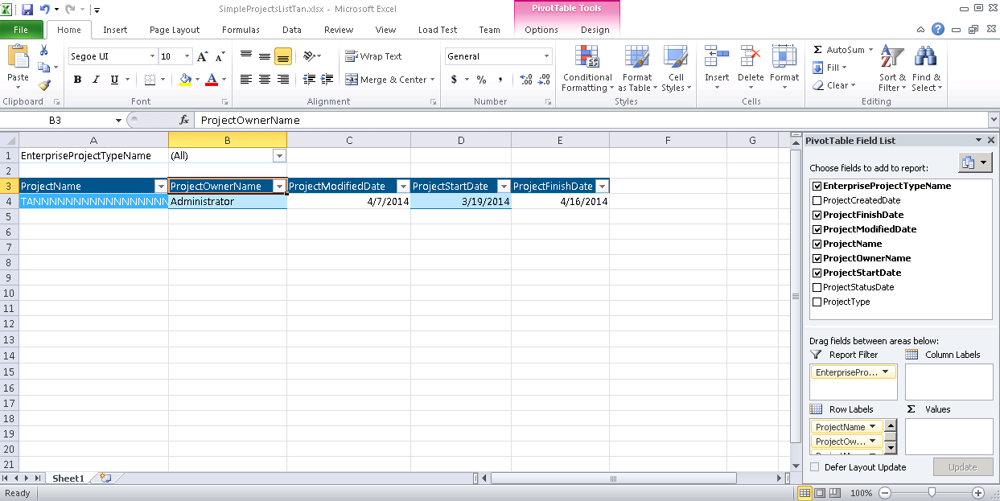 SimpleProjectsListTan.xlsx - Microsoft Excel
PivotTable Tools
File Home Insert Page Layout Formulas Data Review View Load Test Team Options Design
Paste
Segoe UI 10
B I U
Wrap Text
Merge & Center
General
$ % ,
Conditional Formatting
Format as Table
Cell Styles
Insert Delete Format
Σ AutoSum
Fill
Clear
Sort & Filter
Find & Select
Clipboard Font Alignment Number Styles Cells Editing
B3 fx ProjectOwnerName
A B C D E F G
1 EnterpriseProjectTypeName (All)
2
3 ProjectName ProjectOwnerName ProjectModifiedDate ProjectStartDate ProjectFinishDate
4 Administrator 4/7/2014 3/19/2014 4/16/2014
5
6
7
8
9
10
11
12
13
14
15
16
17
18
19
20
21
PivotTable Field List
Choose fields to add to report:
EnterpriseProjectTypeName
ProjectCreatedDate
ProjectFinishDate
ProjectModifiedDate
ProjectName
ProjectOwnerName
ProjectStartDate
ProjectStatusDate
ProjectType
Drag fields between areas below:
Report Filter Column Labels
EnterprisePro...
Row Labels Σ Values
ProjectName
ProjectOw...
Defer Layout Update Update
Sheet1
Ready 100%